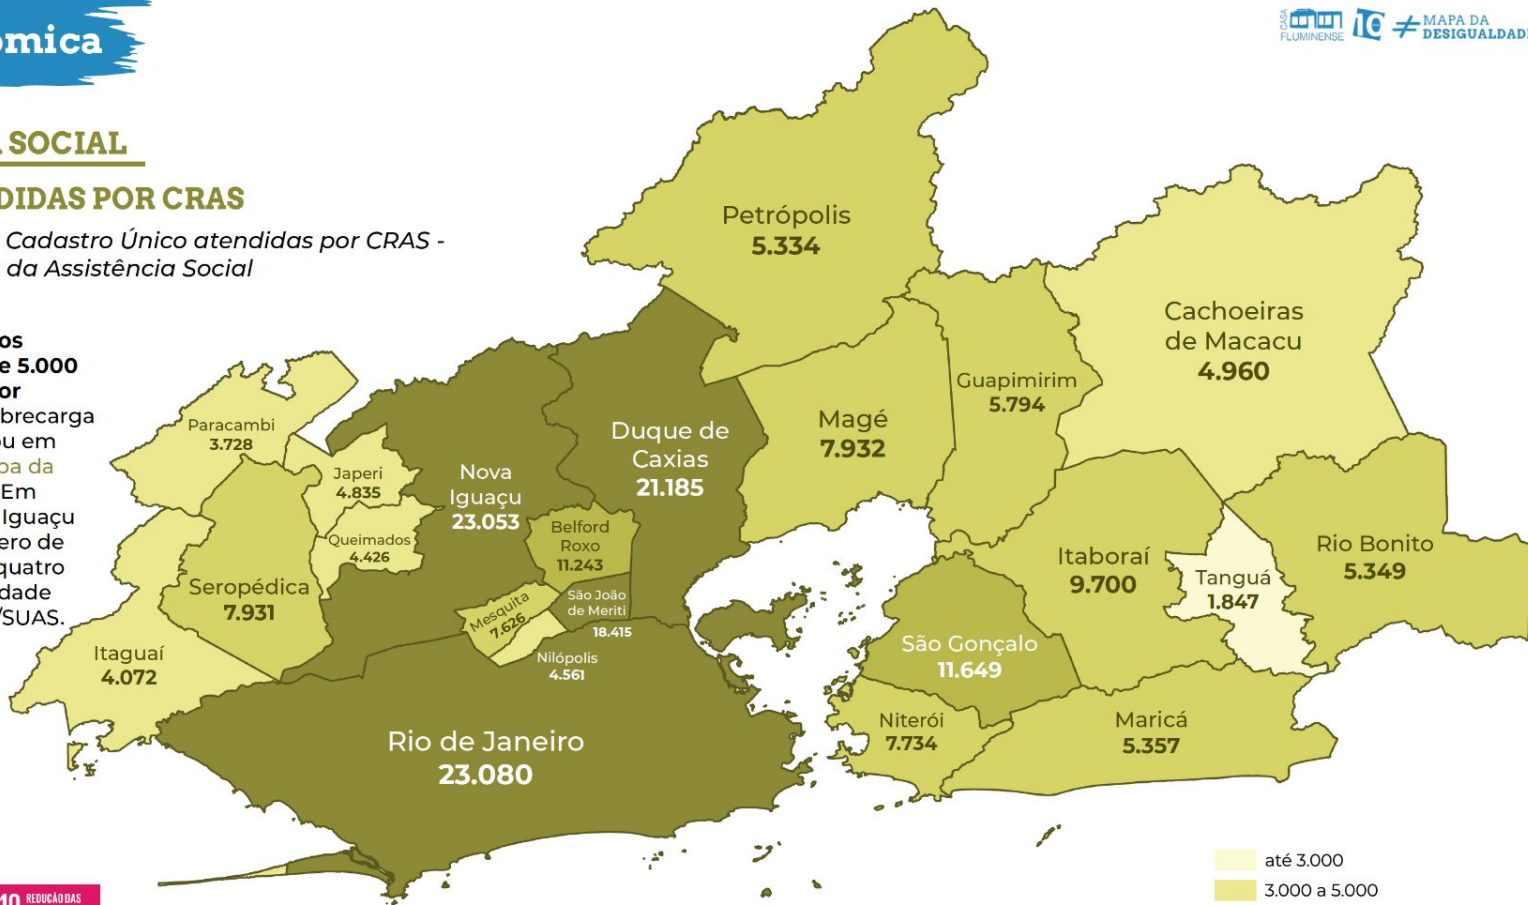 ômica
CASA
FLUMINENSE
10
≠ MAPA DA
DESIGUALDADE
SOCIAL
DIDAS POR CRAS
Cadastro Único atendidas por CRAS -
da Assistência Social
os
e 5.000
or
brecarga
ou em
pa da
Em
Iguaçu
ero de
quatro
dade
/SUAS.
Petrópolis
5.334
Cachoeiras
de Macacu
4.960
Guapimirim
5.794
Magé
7.932
Duque de
Caxias
21.185
Paracambi
3.728
Japeri
4.835
Nova
Iguaçu
23.053
Queimados
4.426
Belford
Roxo
11.243
Seropédica
7.931
Itaboraí
9.700
Tanguá
1.847
Rio Bonito
5.349
Mesquita
7.626
São João
de Meriti
18.415
Nilópolis
4.561
Itaguaí
4.072
São Gonçalo
11.649
Niterói
7.734
Maricá
5.357
Rio de Janeiro
23.080
até 3.000
3.000 a 5.000
10 REDUÇÃO DAS